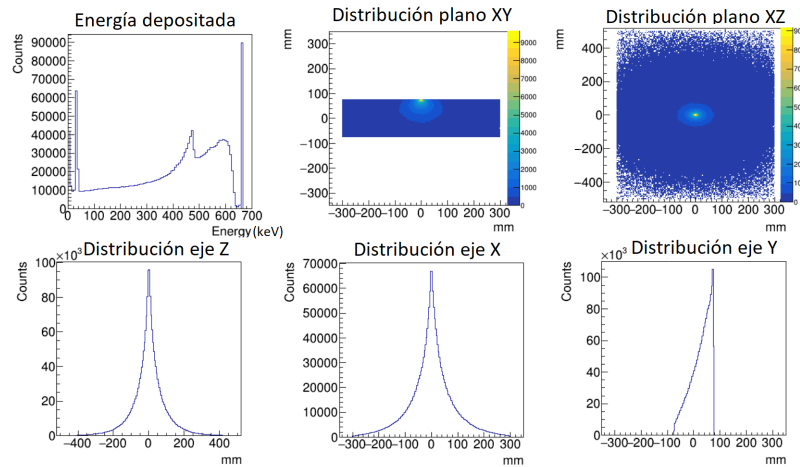 Energía depositada
Counts
90000
80000
70000
60000
50000
40000
30000
20000
10000
0 100 200 300 400 500 600 700
Energy(keV)
Distribución plano XY
mm
300
200
100
0
−100
−200
−300
−300 −200 −100 0 100 200 300
mm
9000
8000
7000
6000
5000
4000
3000
2000
1000
0
Distribución plano XZ
mm
400
200
0
−200
−400
−300 −200 −100 0 100 200 300
mm
Distribución eje Z
×10³
Counts
100
80
60
40
20
0
−400 −200 0 200 400
mm
Distribución eje X
Counts
70000
60000
50000
40000
30000
20000
10000
0
−300 −200 −100 0 100 200 300
mm
Distribución eje Y
×10³
Counts
100
80
60
40
20
0
−300 −200 −100 0 100 200 300
mm